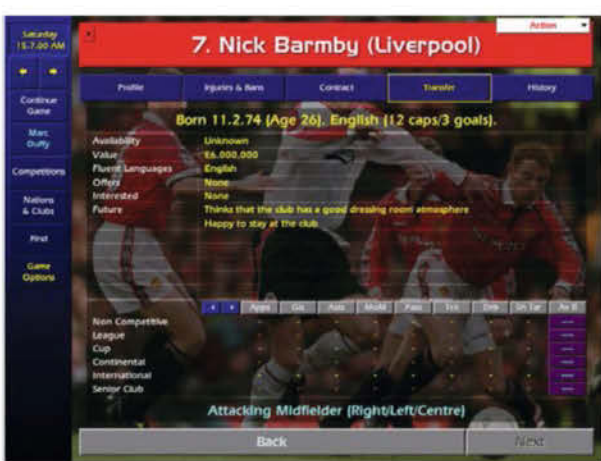 Saturday
15.7.00 AM
Action
7. Nick Barmby (Liverpool)
Continue
Game
Marc
Duffy
Competitions
Nations
& Clubs
Find
Game
Options
Profile Injuries & Bans Contract Transfer History
Born 11.2.74 (Age 26). English (12 caps/3 goals).
Availability Unknown
Value £6.000,000
Fluent Languages English
Offers None
Interested None
Future Thinks that the club has a good dressing room atmosphere
Happy to stay at the club
Apps Gls Asts MoM Pass Tck Drb Sh Tar Av R
Non Competitive - - - - - - - - ---
League - - - - - - - - ---
Cup - - - - - - - - ---
Continental - - - - - - - - ---
International - - - - - - - - ---
Senior Club - - - - - - - - ---
Attacking Midfielder (Right/Left/Centre)
Back Next